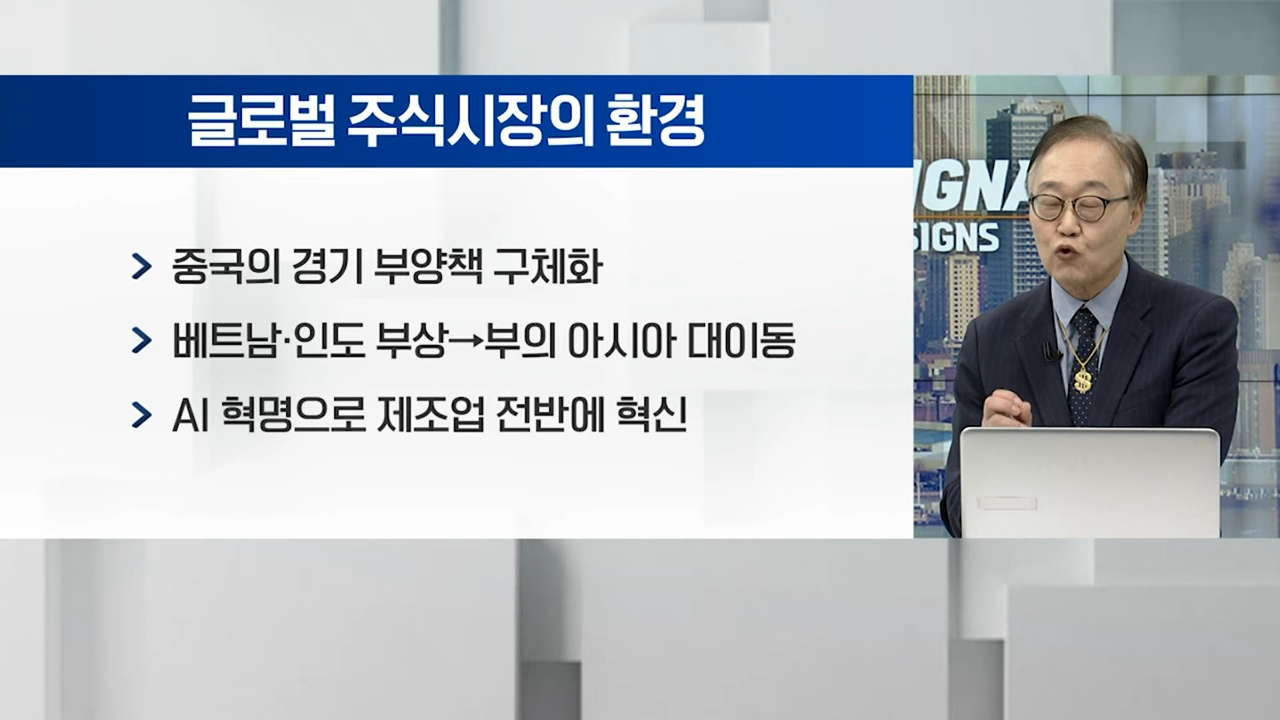 글로벌 주식시장의 환경
중국의 경기 부양책 구체화
베트남·인도 부상→부의 아시아 대이동
AI 혁명으로 제조업 전반에 혁신
IGNA
SIGNS
$